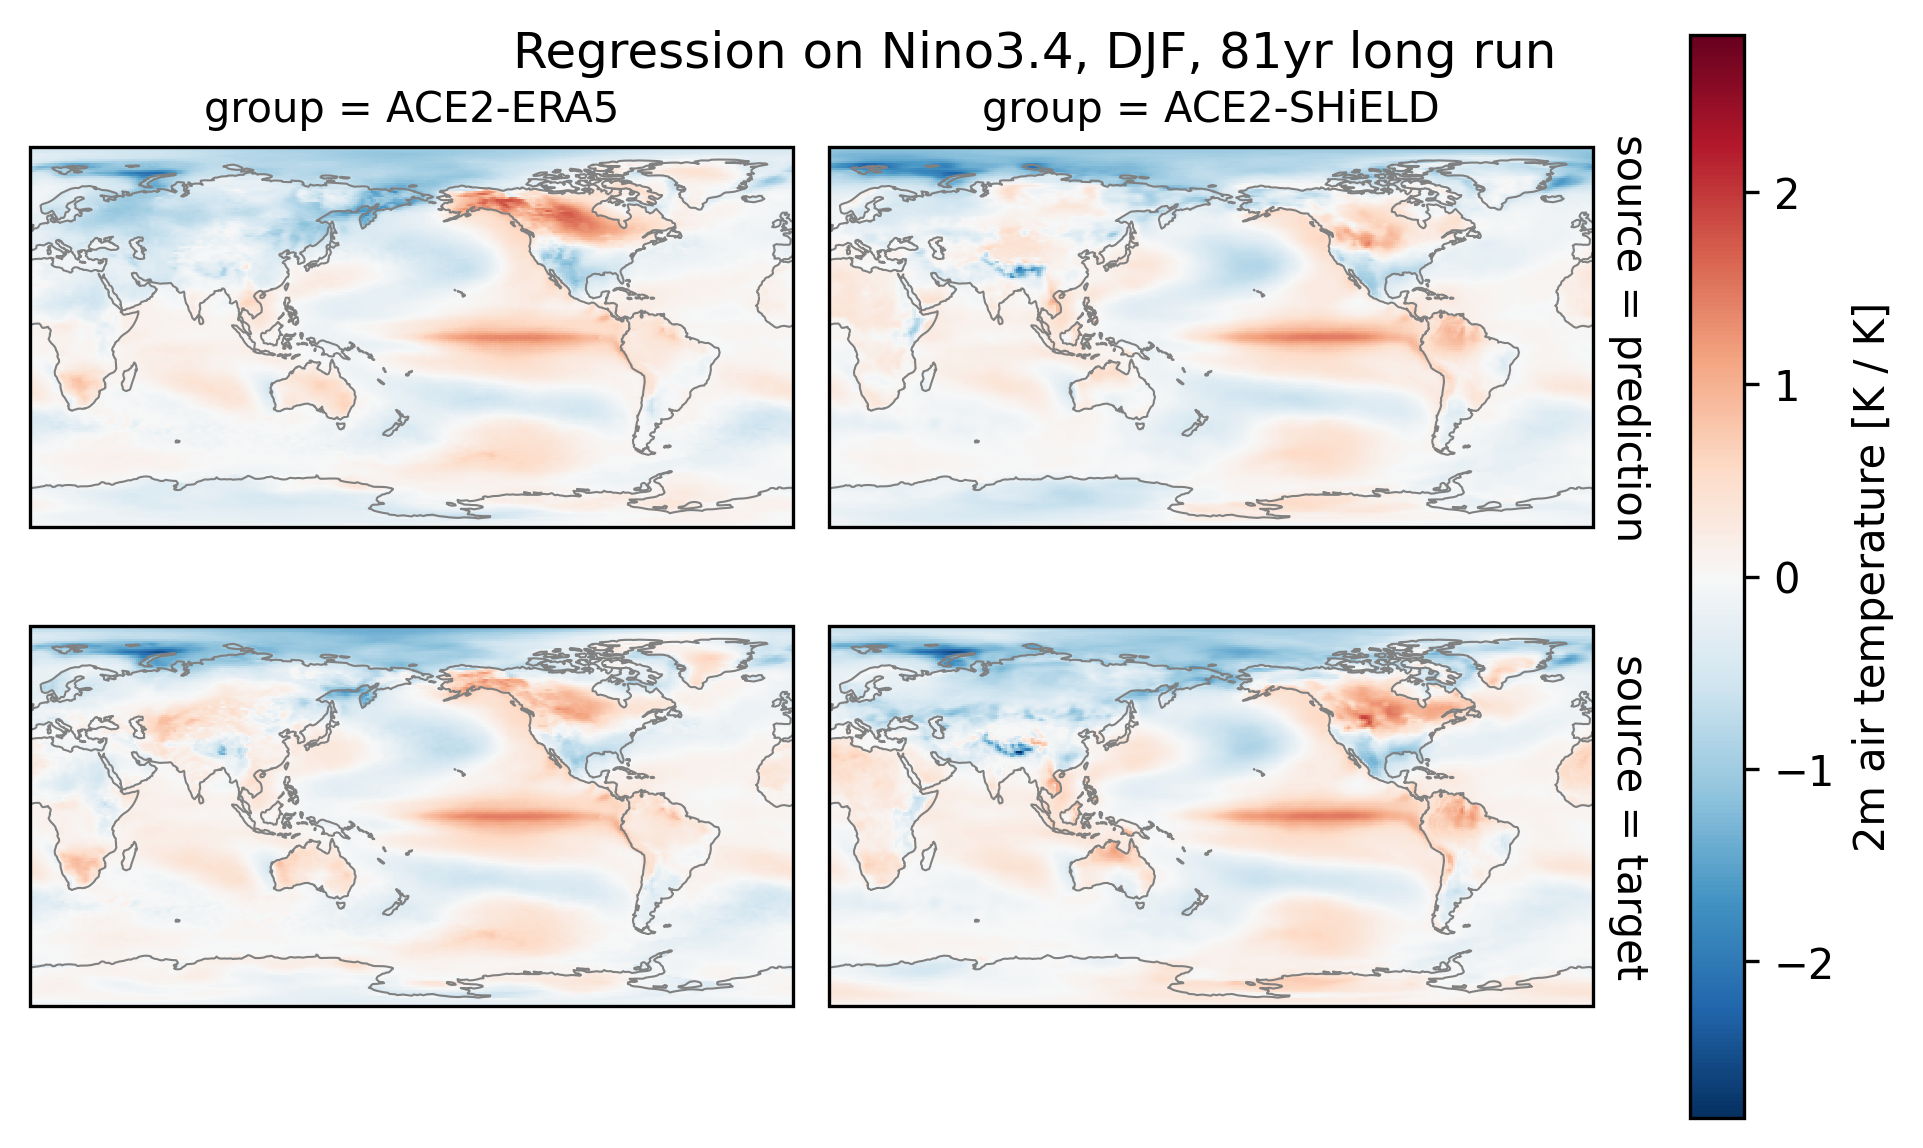 Regression on Nino3.4, DJF, 81yr long run
group = ACE2-ERA5
group = ACE2-SHiELD
source = prediction
source = target
2
1
0
−1
−2
2m air temperature [K / K]